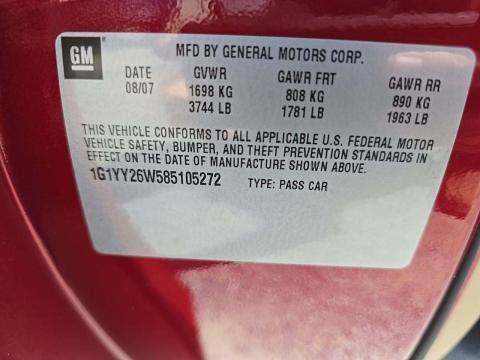 GM
MFD BY GENERAL MOTORS CORP.
DATE GVWR GAWR FRT GAWR RR
08/07 1698 KG 808 KG 890 KG
3744 LB 1781 LB 1963 LB
THIS VEHICLE CONFORMS TO ALL APPLICABLE U.S. FEDERAL MOTOR
VEHICLE SAFETY, BUMPER, AND THEFT PREVENTION STANDARDS IN
EFFECT ON THE DATE OF MANUFACTURE SHOWN ABOVE.
1G1YY26W585105272 TYPE: PASS CAR